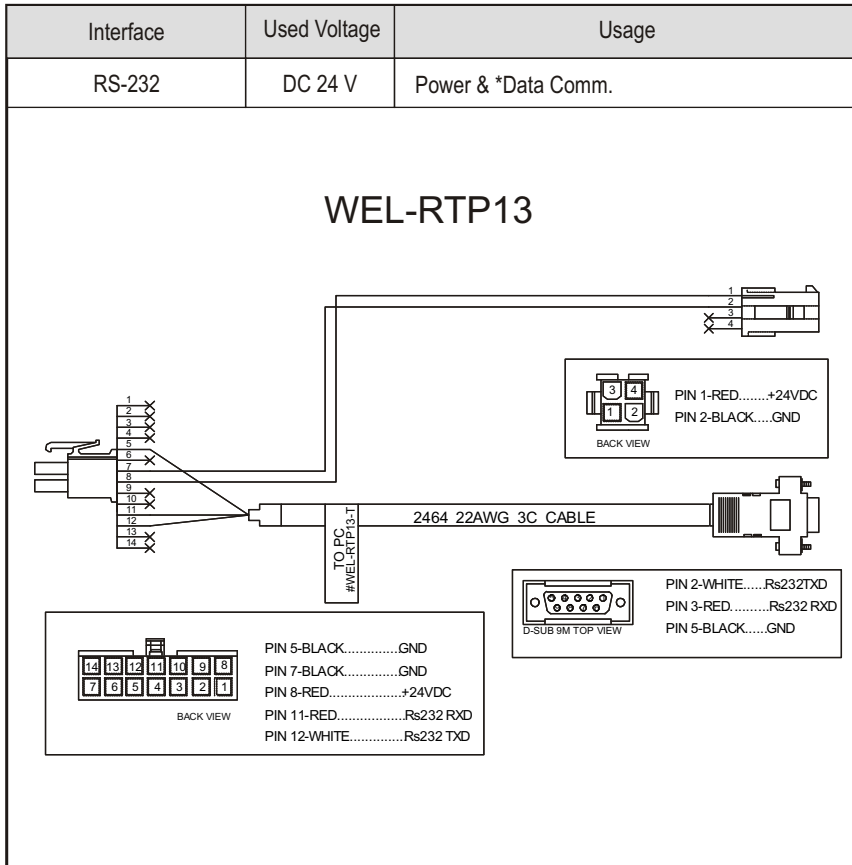 Interface Used Voltage Usage
RS-232 DC 24 V Power & *Data Comm.
WEL-RTP13
1
2
3
4
3 4
1 2
BACK VIEW
PIN 1-RED........+24VDC
PIN 2-BLACK.....GND
1
2
3
4
5
6
7
8
9
10
11
12
13
14
TO PC
#WEL-RTP13-T
2464 22AWG 3C CABLE
D-SUB 9M TOP VIEW
PIN 2-WHITE......Rs232TXD
PIN 3-RED..........Rs232 RXD
PIN 5-BLACK.....GND
14 13 12 11 10 9 8
7 6 5 4 3 2 1
BACK VIEW
PIN 5-BLACK..............GND
PIN 7-BLACK..............GND
PIN 8-RED...................+24VDC
PIN 11-RED..................Rs232 RXD
PIN 12-WHITE..............Rs232 TXD